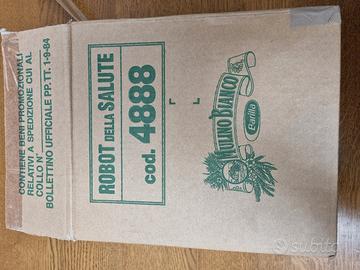 CONTIENE BENI PROMOZIONALI
RELATIVI A SPEDIZIONE CUI AL
COLLO N°
BOLLETTINO UFFICIALE PP.TT. 1-9-84
ROBOT DELLA SALUTE
cod. 4888
MULINO BIANCO
Barilla
subito